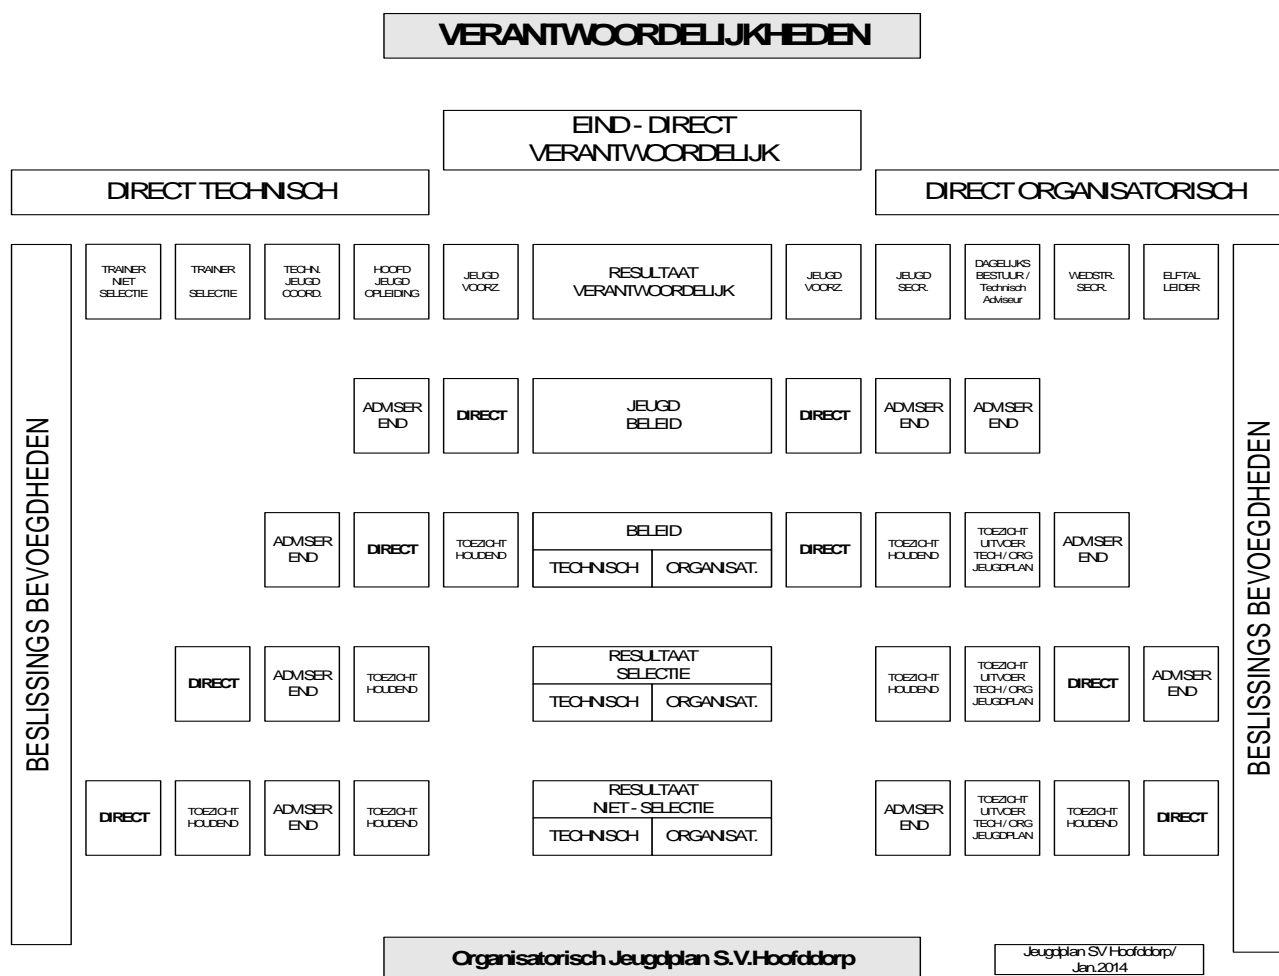 VERANTWOORDELIJKHEDEN
EIND - DIRECT
VERANTWOORDELIJK
DIRECT TECHNISCH
DIRECT ORGANISATORISCH
BESLISSINGS BEVOEGDHEDEN
TRAINER
NIET
SELECTIE
TRAINER
SELECTIE
TECHN.
JEUGD
COORD.
HOOFD
JEUGD
OPLEIDING
JEUGD
VOORZ.
RESULTAAT
VERANTWOORDELIJK
JEUGD
VOORZ.
JEUGD
SECR.
DAGELIJKS
BESTUUR /
Technisch
Adviseur
WEDSTR.
SECR.
ELFTAL
LEIDER
BESLISSINGS BEVOEGDHEDEN
ADVISER
END
DIRECT
JEUGD
BELEID
DIRECT
ADVISER
END
ADVISER
END
ADVISER
END
DIRECT
TOEZICHT
HOUDEND
BELEID
TECHNISCH
ORGANISAT.
DIRECT
TOEZICHT
HOUDEND
TOEZICHT
UITVOER
TECH / ORG
JEUGDPLAN
ADVISER
END
DIRECT
ADVISER
END
TOEZICHT
HOUDEND
RESULTAAT
SELECTIE
TECHNISCH
ORGANISAT.
TOEZICHT
HOUDEND
TOEZICHT
UITVOER
TECH / ORG
JEUGDPLAN
DIRECT
ADVISER
END
DIRECT
TOEZICHT
HOUDEND
ADVISER
END
TOEZICHT
HOUDEND
RESULTAAT
NIET - SELECTIE
TECHNISCH
ORGANISAT.
ADVISER
END
TOEZICHT
UITVOER
TECH / ORG
JEUGDPLAN
TOEZICHT
HOUDEND
DIRECT
Organisatorisch Jeugdplan S.V.Hoofddorp
Jeugdplan SV Hoofddorp/
Jan.2014